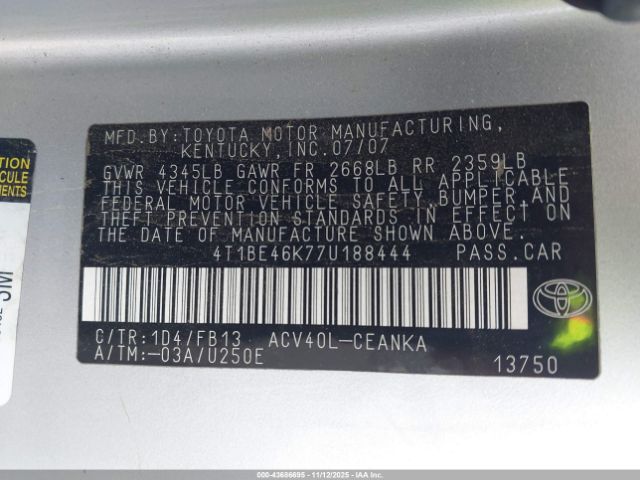 MFD.BY:TOYOTA MOTOR MANUFACTURING,
KENTUCKY, INC. 07/07
GVWR 4345LB GAWR FR 2668LB RR 2359LB
THIS VEHICLE CONFORMS TO ALL APPLICABLE
FEDERAL MOTOR VEHICLE SAFETY, BUMPER, AND
THEFT PREVENTION STANDARDS IN EFFECT ON
THE DATE OF MANUFACTURE SHOWN ABOVE.
4T1BE46K77U188444 PASS.CAR
C/TR:1D4/FB13 ACV40L-CEANKA
A/TM:-03A/U250E
13750
3M
000-43686695 - 11/12/2025 - IAA, Inc.